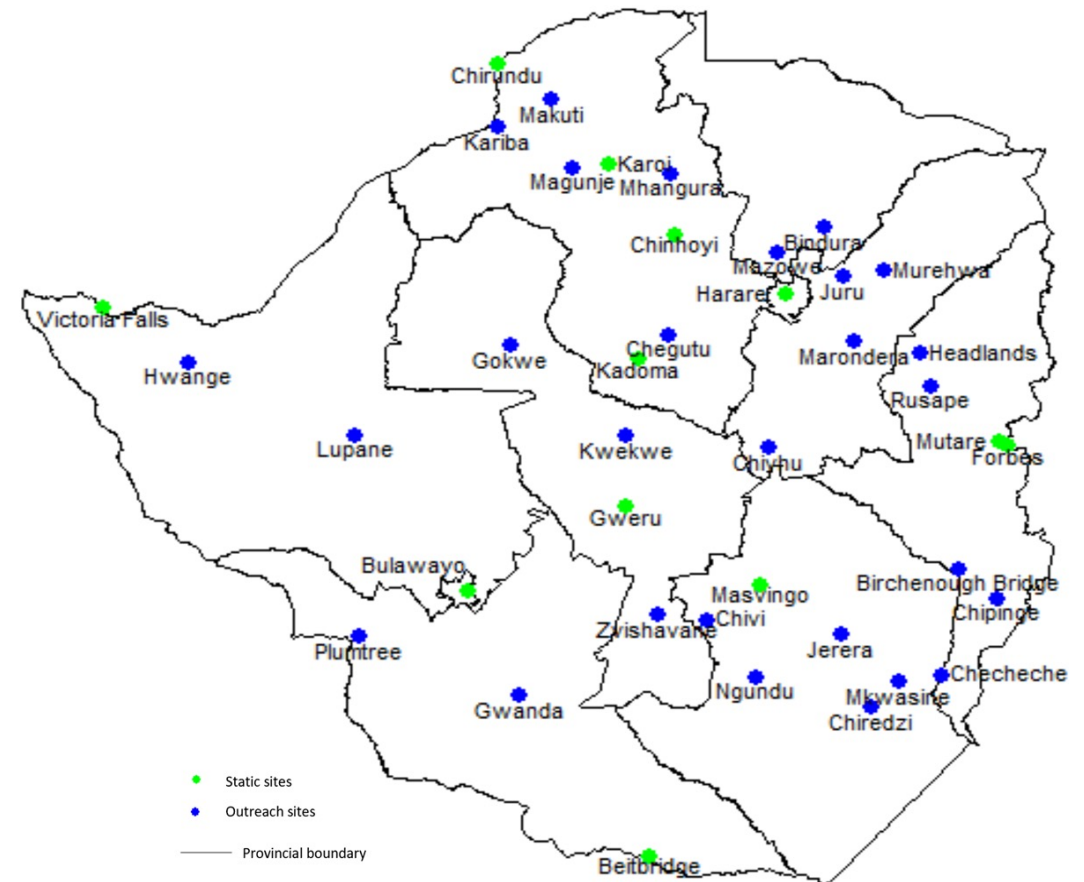 Chirundu
Makuti
Kariba
Karoi
Magunje
Mhangura
Chinhoyi
Bindura
Mazowe
Murehwa
Harare
Juru
Victoria Falls
Hwange
Gokwe
Chegutu
Kadoma
Marondera
Headlands
Rusape
Lupane
Kwekwe
Chivhu
Mutare
Forbes
Gweru
Bulawayo
Masvingo
Birchenough Bridge
Chipinge
Zvishavane
Chivi
Plumtree
Jerera
Checheche
Ngundu
Mkwasine
Gwanda
Chiredzi
Static sites
Outreach sites
Provincial boundary
Beitbridge